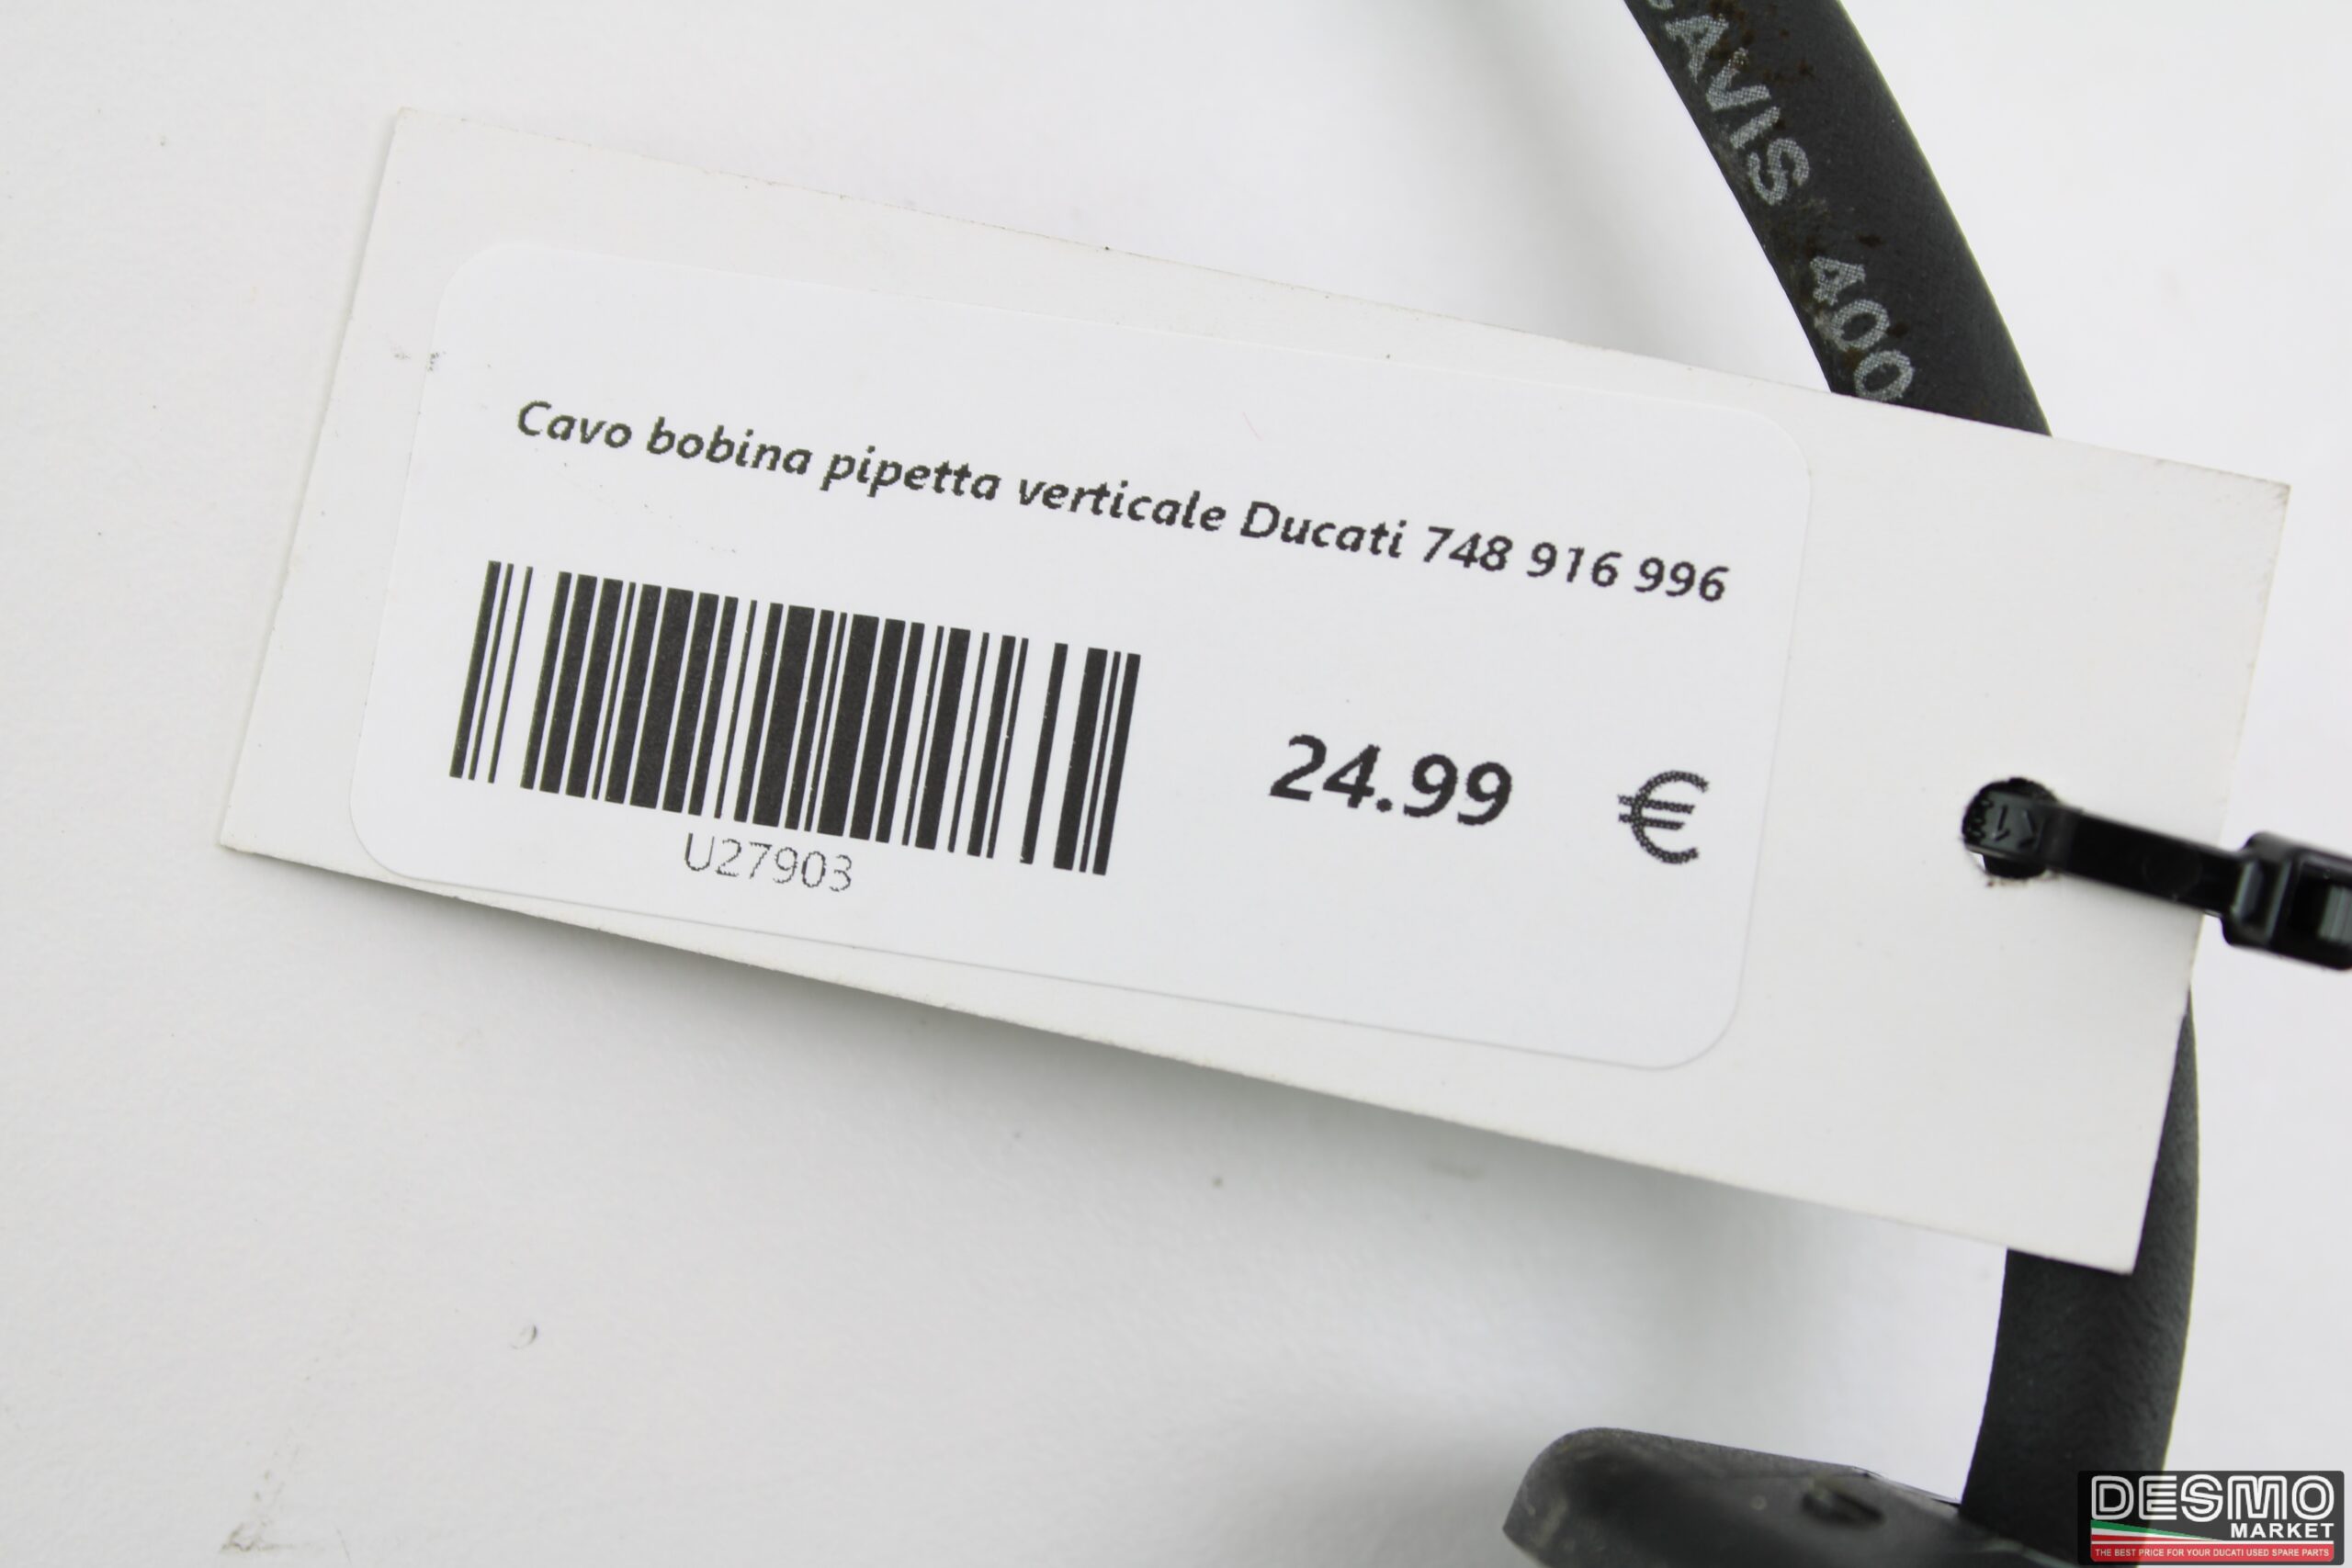 CAVIS 400
Cavo bobina pipetta verticale Ducati 748 916 996
24.99 €
U27903
DESMO
MARKET
THE BEST PRICE FOR YOUR DUCATI USED SPARE PARTS